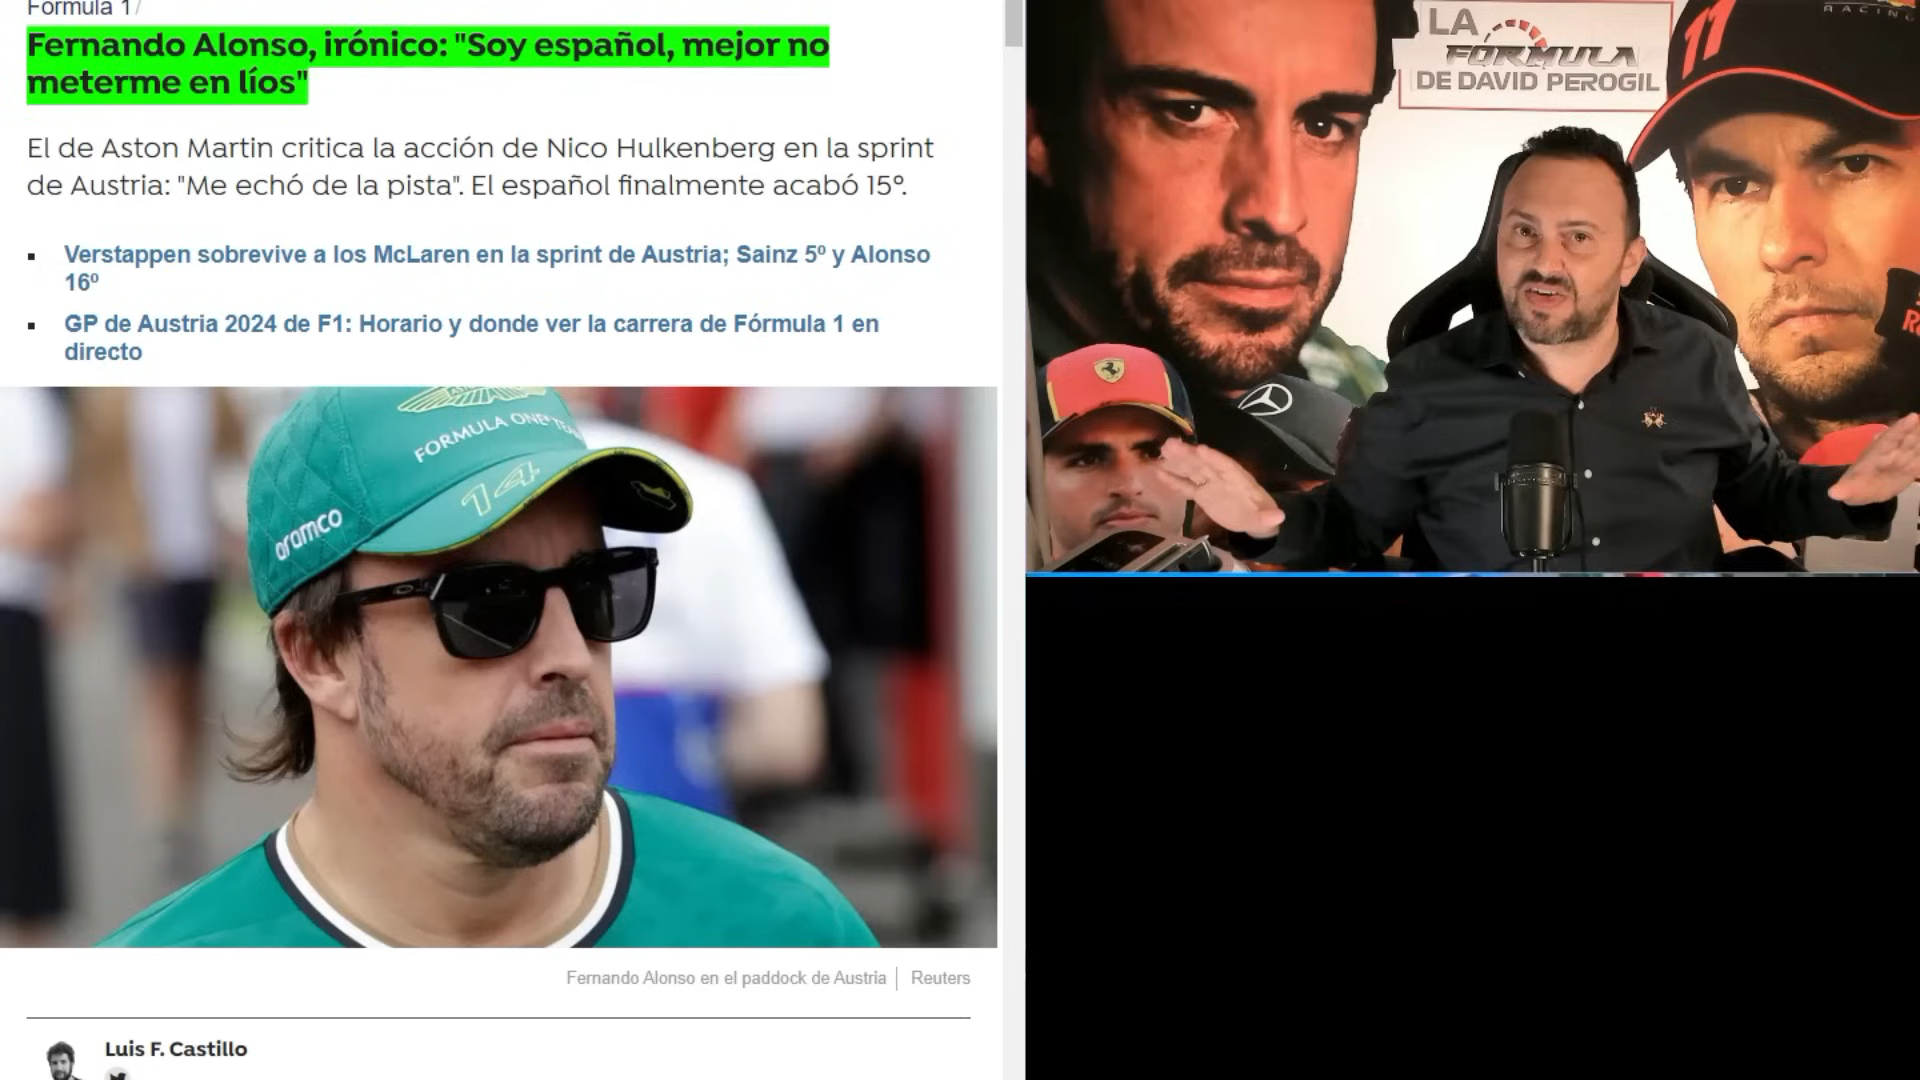 Fórmula 1 /
Fernando Alonso, irónico: "Soy español, mejor no
meterme en líos"
El de Aston Martin critica la acción de Nico Hulkenberg en la sprint
de Austria: "Me echó de la pista". El español finalmente acabó 15º.
Verstappen sobrevive a los McLaren en la sprint de Austria; Sainz 5º y Alonso
16º
GP de Austria 2024 de F1: Horario y donde ver la carrera de Fórmula 1 en
directo
FORMULA ONE TEAM
14
aramco
Fernando Alonso en el paddock de Austria | Reuters
Luis F. Castillo
LA
FORMULA
DE DAVID PEROGIL
11
RACING